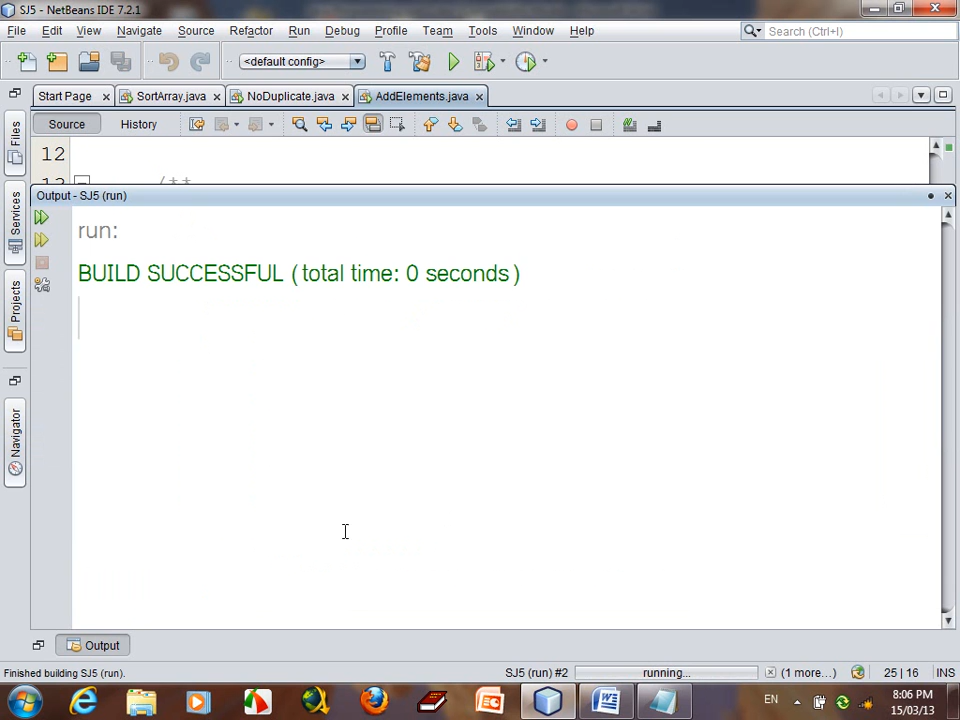 SJ5 - NetBeans IDE 7.2.1
File Edit View Navigate Source Refactor Run Debug Profile Team Tools Window Help
Search (Ctrl+I)
<default config>
Start Page SortArray.java NoDuplicate.java AddElements.java
Source History
12
13 /**
Output - SJ5 (run)
run:
BUILD SUCCESSFUL (total time: 0 seconds)
Files
Services
Projects
Navigator
Output
Finished building SJ5 (run). SJ5 (run) #2 running... (1 more...) 25 | 16 INS
EN 8:06 PM
15/03/13